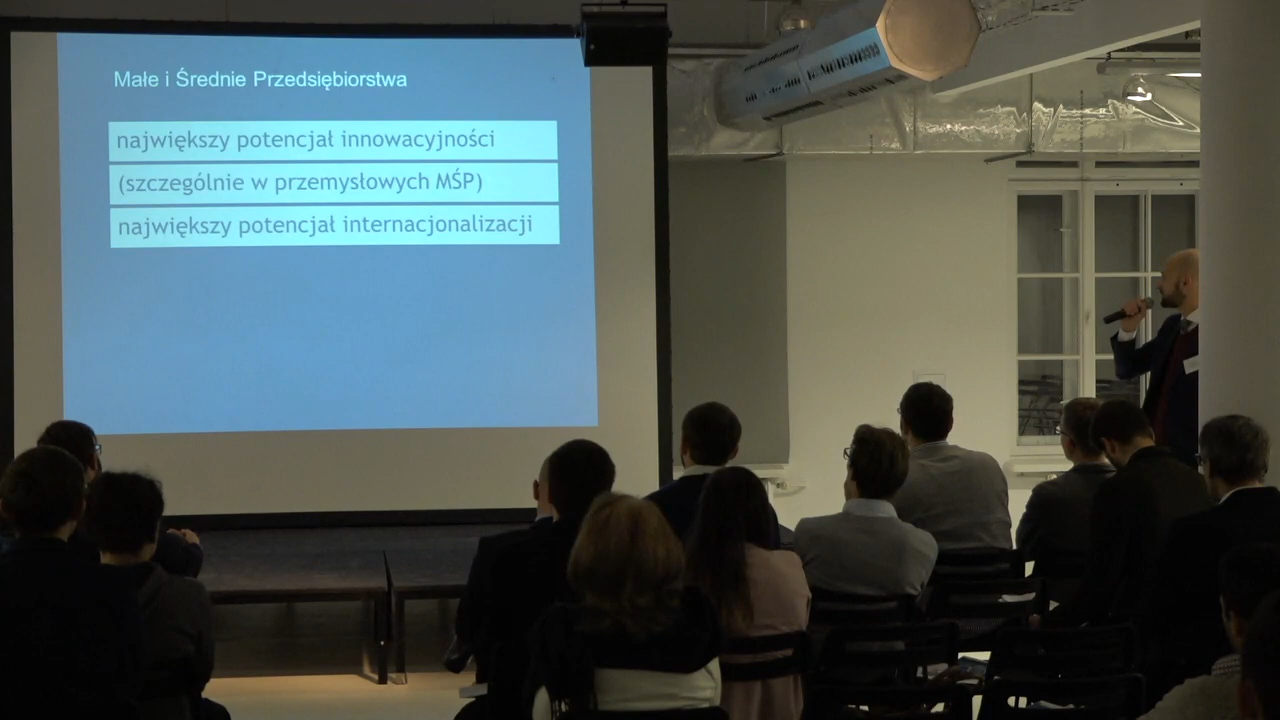 Małe i Średnie Przedsiębiorstwa
największy potencjał innowacyjności
(szczególnie w przemysłowych MŚP)
największy potencjał internacjonalizacji